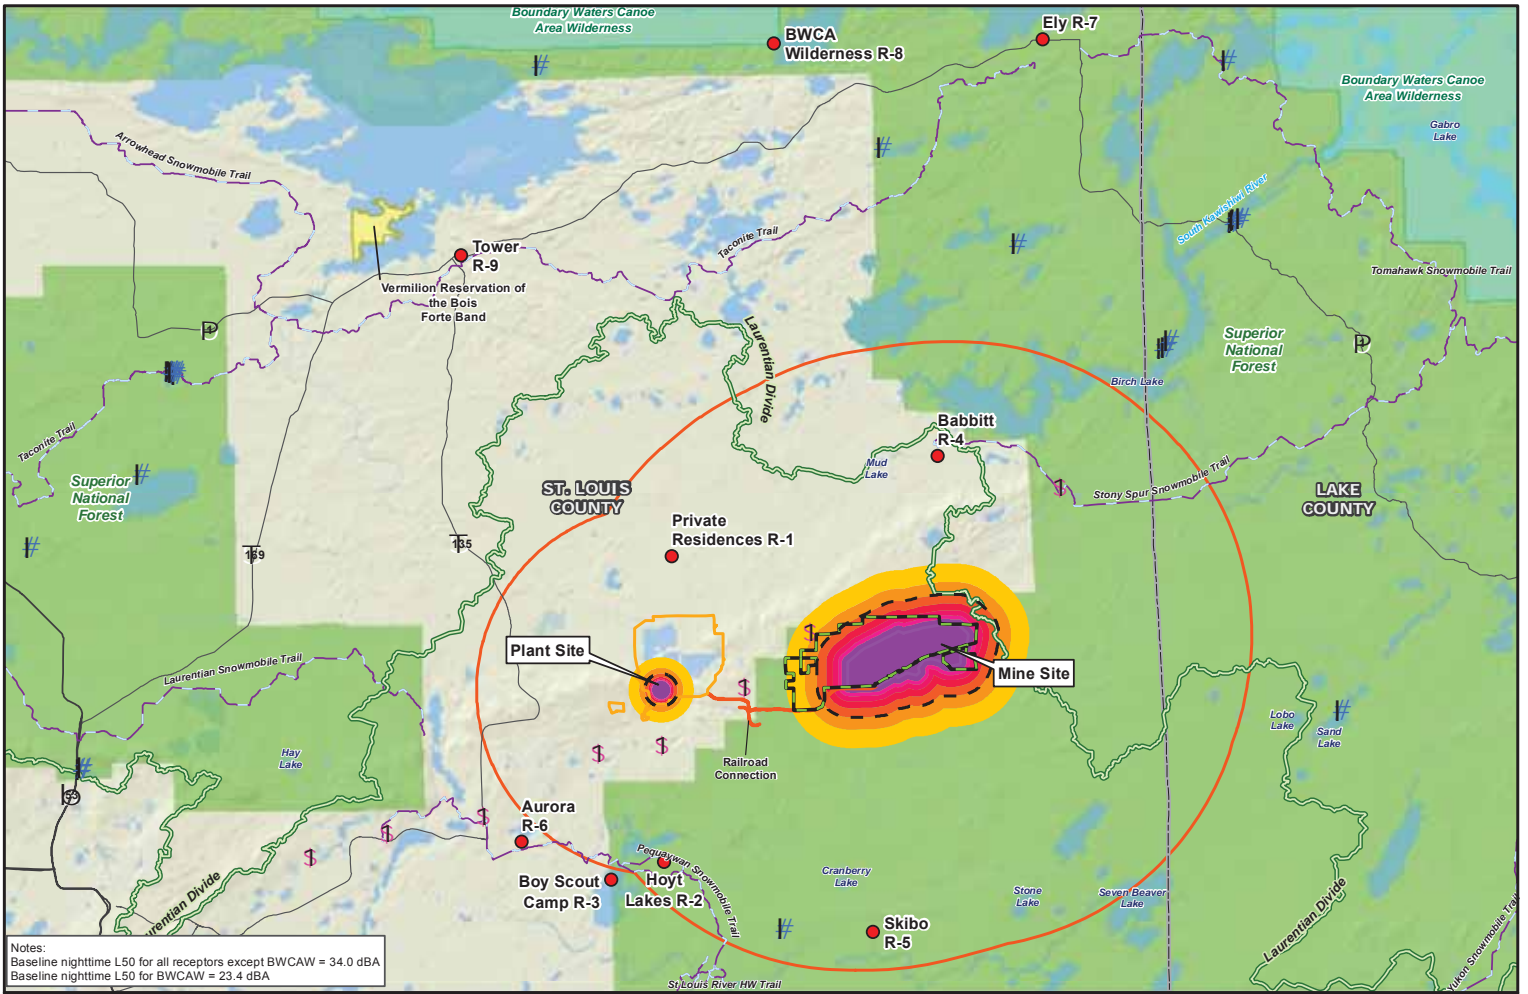 Boundary Waters Canoe
Area Wilderness
BWCA
Wilderness R-8
Ely R-7
Boundary Waters Canoe
Area Wilderness
Gabro
Lake
Arrowhead Snowmobile Trail
South Kawishiwi River
Tower
R-9
Taconite Trail
Tomahawk Snowmobile Trail
Vermilion Reservation of
the Bois
Forte Band
1
Laurentian Divide
Superior
National
Forest
1
Birch Lake
Taconite Trail
Babbitt
R-4
Mud
Lake
Superior
National
Forest
ST. LOUIS
COUNTY
Stony Spur Snowmobile Trail
LAKE
COUNTY
Private
Residences R-1
169
135
Plant Site
Mine Site
Laurentian Snowmobile Trail
Lobo
Lake
Sand
Lake
Hay
Lake
Railroad
Connection
53
Aurora
R-6
Pequaywan Snowmobile Trail
Boy Scout
Camp R-3
Hoyt
Lakes R-2
Cranberry
Lake
Stone
Lake
Seven Beaver
Lake
Skibo
R-5
Laurentian Divide
urentian Divide
Yukon Snowmobile Trail
St Louis River HW Trail
Notes:
Baseline nighttime L50 for all receptors except BWCAW = 34.0 dBA
Baseline nighttime L50 for BWCAW = 23.4 dBA